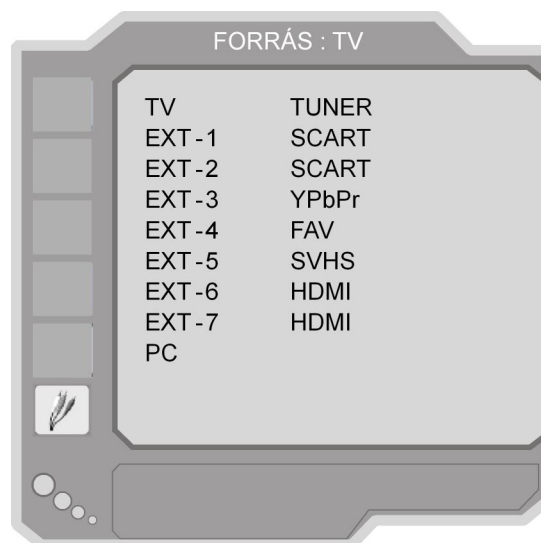 FORRÁS : TV
TV TUNER
EXT-1 SCART
EXT-2 SCART
EXT-3 YPbPr
EXT-4 FAV
EXT-5 SVHS
EXT-6 HDMI
EXT-7 HDMI
PC